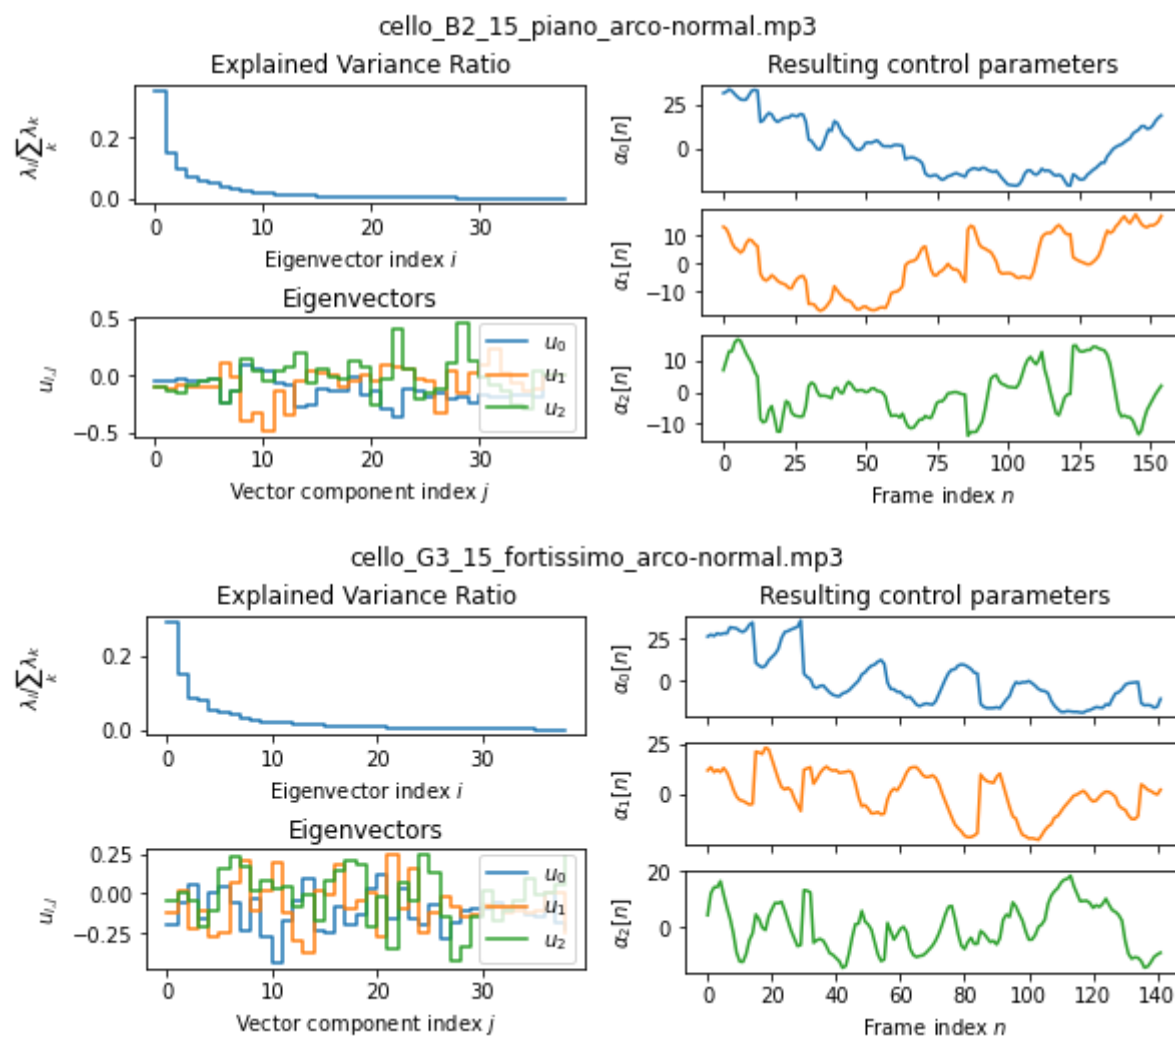 cello_B2_15_piano_arco-normal.mp3
Explained Variance Ratio
λi/∑λk
k
0.2
0.0
0 10 20 30
Eigenvector index i
Eigenvectors
ui,j
0.5
0.0
−0.5
u0
u1
u2
0 10 20 30
Vector component index j
Resulting control parameters
α0[n]
25
0
α1[n]
10
0
−10
α2[n]
10
0
−10
0 25 50 75 100 125 150
Frame index n
cello_G3_15_fortissimo_arco-normal.mp3
Explained Variance Ratio
λi/∑λk
k
0.2
0.0
0 10 20 30
Eigenvector index i
Eigenvectors
ui,j
0.25
0.00
−0.25
u0
u1
u2
0 10 20 30
Vector component index j
Resulting control parameters
α0[n]
25
0
α1[n]
25
0
α2[n]
20
0
0 20 40 60 80 100 120 140
Frame index n